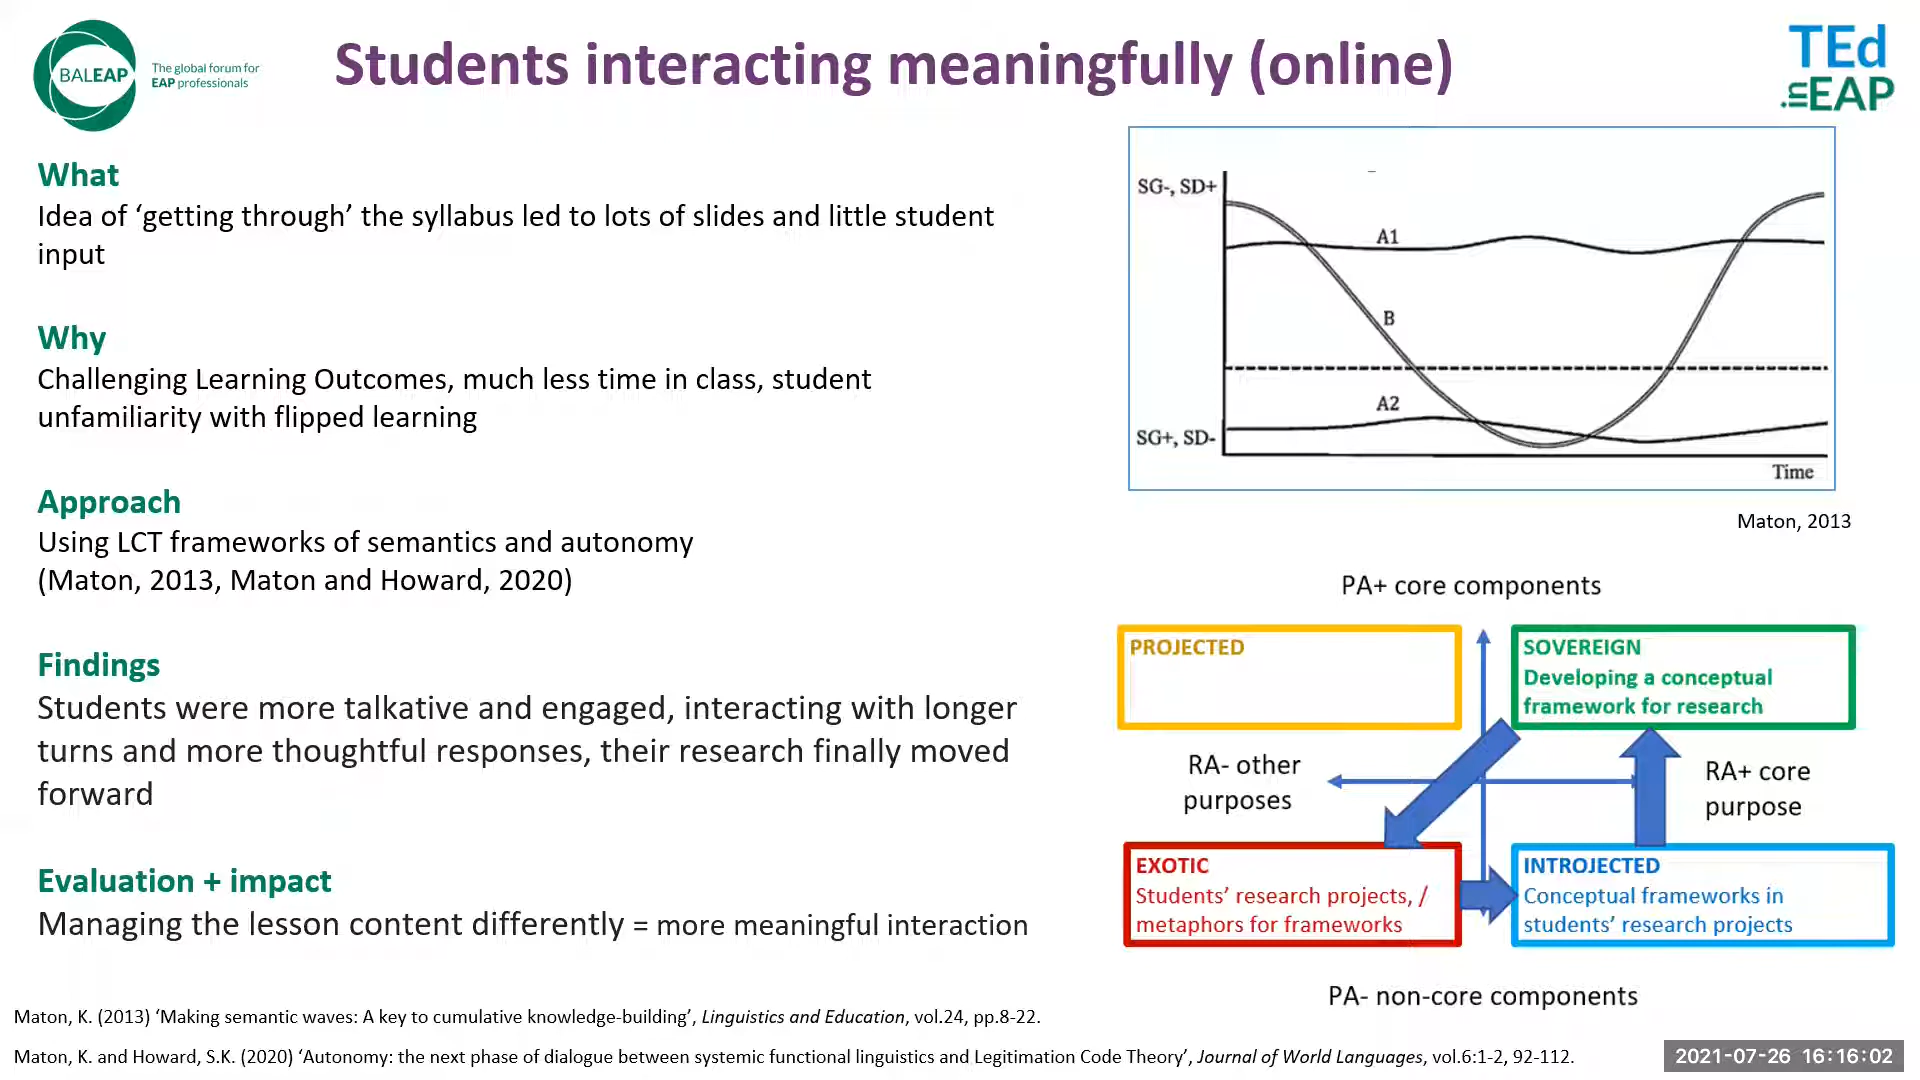 BALEAP
The global forum for
EAP professionals
Students interacting meaningfully (online)
TEd
.in EAP
What
Idea of ‘getting through’ the syllabus led to lots of slides and little student
input
Why
Challenging Learning Outcomes, much less time in class, student
unfamiliarity with flipped learning
Approach
Using LCT frameworks of semantics and autonomy
(Maton, 2013, Maton and Howard, 2020)
Findings
Students were more talkative and engaged, interacting with longer
turns and more thoughtful responses, their research finally moved
forward
Evaluation + impact
Managing the lesson content differently = more meaningful interaction
SG-, SD+
A1
B
A2
SG+, SD-
Time
Maton, 2013
PA+ core components
PROJECTED
SOVEREIGN
Developing a conceptual
framework for research
RA- other
purposes
RA+ core
purpose
EXOTIC
Students’ research projects, /
metaphors for frameworks
INTROJECTED
Conceptual frameworks in
students’ research projects
PA- non-core components
Maton, K. (2013) ‘Making semantic waves: A key to cumulative knowledge-building’, Linguistics and Education, vol.24, pp.8-22.
Maton, K. and Howard, S.K. (2020) ‘Autonomy: the next phase of dialogue between systemic functional linguistics and Legitimation Code Theory’, Journal of World Languages, vol.6:1-2, 92-112.
2021-07-26 16:16:02